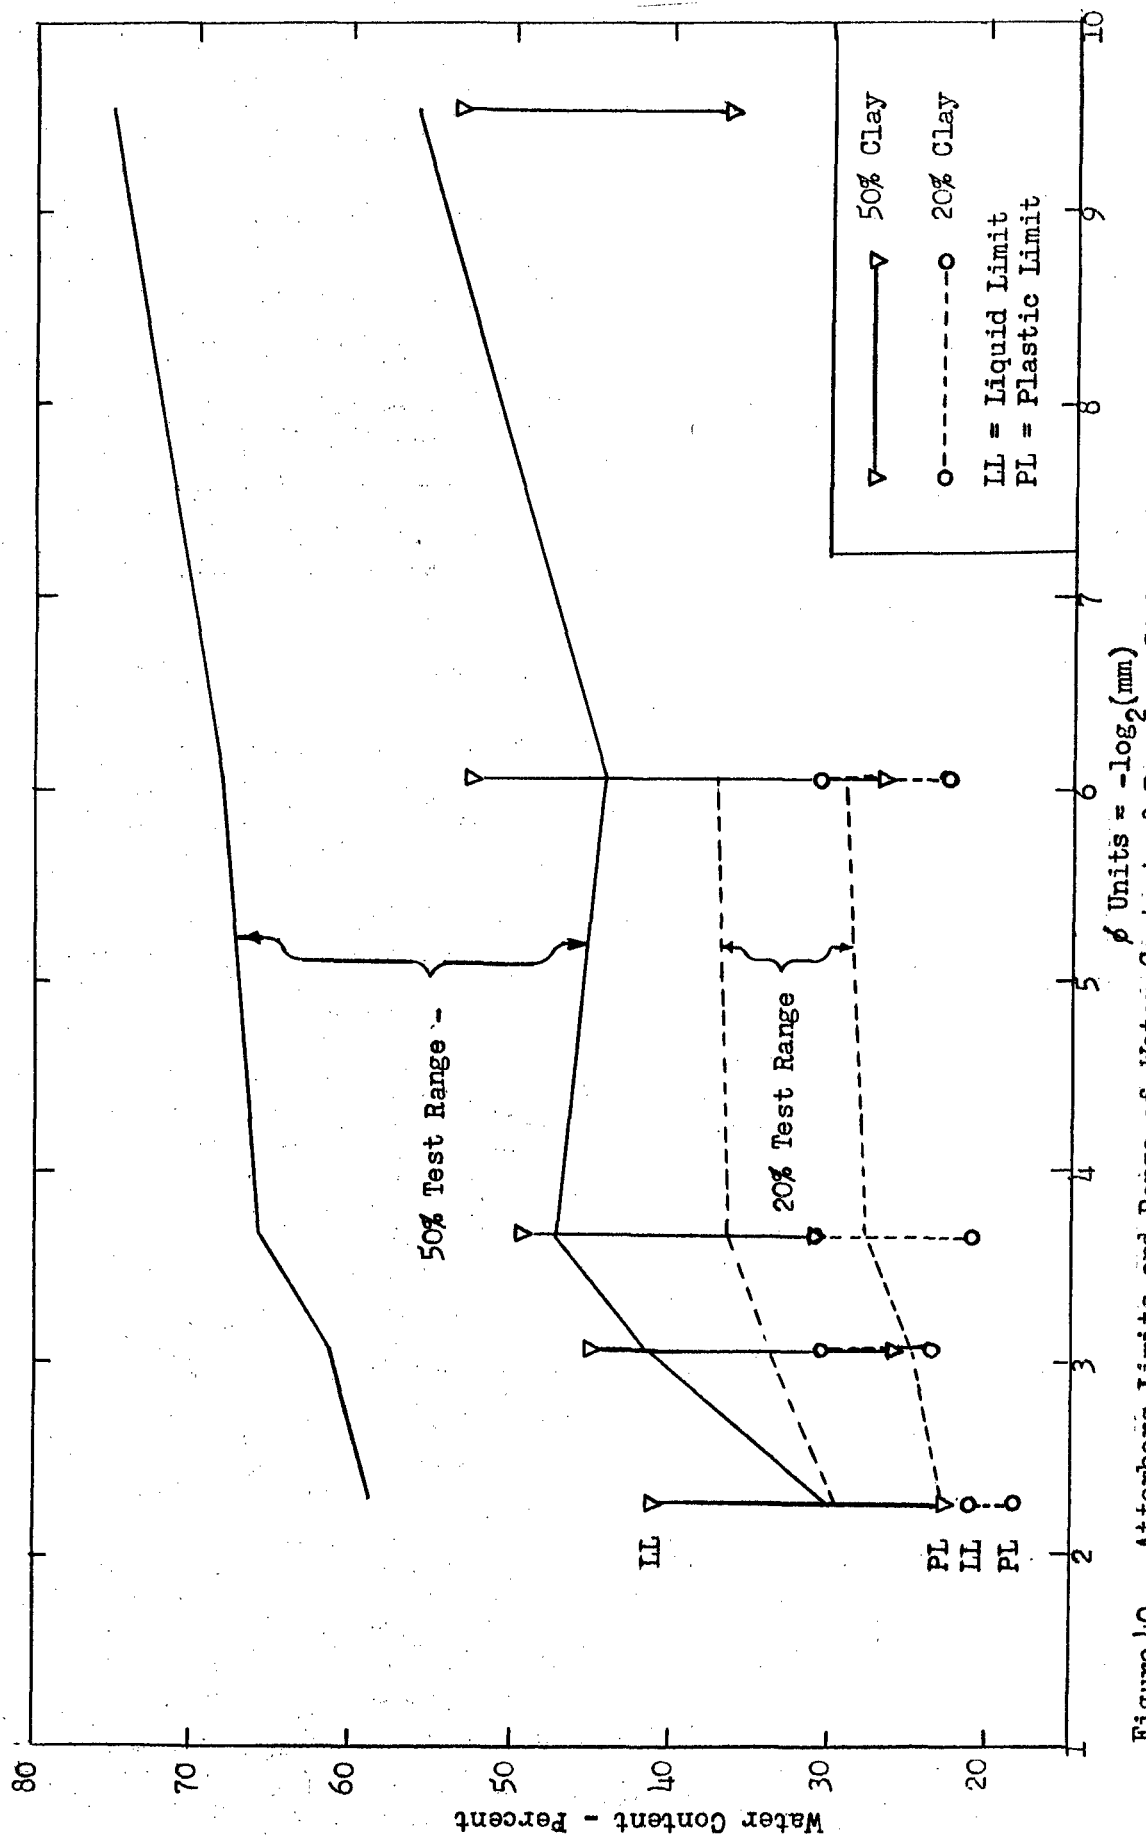 Water Content - Percent
80
70
60
50
40
30
20
1
2
3
4
5
6
7
8
9
10
ø Units = -log₂(mm)
50% Test Range -
20% Test Range
LL
PL
LL
PL
50% Clay
20% Clay
LL = Liquid Limit
PL = Plastic Limit
Atterberg Limits and Range of Water